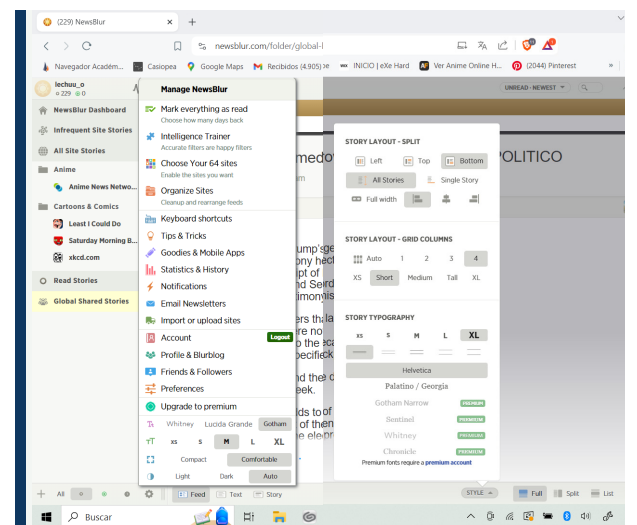 (229) NewsBlur
newsblur.com/folder/global-l
Navegador Académ... Casiopea Google Maps Recibidos (4.905) INICIO | eXe Hard Ver Anime Online H... (2044) Pinterest »
lechuu_o
229 0
UNREAD · NEWEST
NewsBlur Dashboard
Infrequent Site Stories
All Site Stories
Anime
Anime News Netwo...
Cartoons & Comics
Least I Could Do
Saturday Morning B...
xkcd.com
Read Stories
Global Shared Stories
Manage NewsBlur
Mark everything as read
Choose how many days back
Intelligence Trainer
Accurate filters are happy filters
Choose Your 64 sites
Enable the sites you want
Organize Sites
Cleanup and rearrange feeds
Keyboard shortcuts
Tips & Tricks
Goodies & Mobile Apps
Statistics & History
Notifications
Email Newsletters
Import or upload sites
Account Logout
Profile & Blurblog
Friends & Followers
Preferences
Upgrade to premium
Whitney Lucida Grande Gotham
xs S M L XL
Compact Comfortable
Light Dark Auto
POLITICO
STORY LAYOUT - SPLIT
Left Top Bottom
All Stories Single Story
Full width
STORY LAYOUT - GRID COLUMNS
Auto 1 2 3 4
XS Short Medium Tall XL
STORY TYPOGRAPHY
xs S M L XL
Helvetica
Palatino / Georgia
Gotham Narrow PREMIUM
Sentinel PREMIUM
Whitney PREMIUM
Chronicle PREMIUM
Premium fonts require a premium account
All Feed Text Story STYLE Full Split List
Buscar